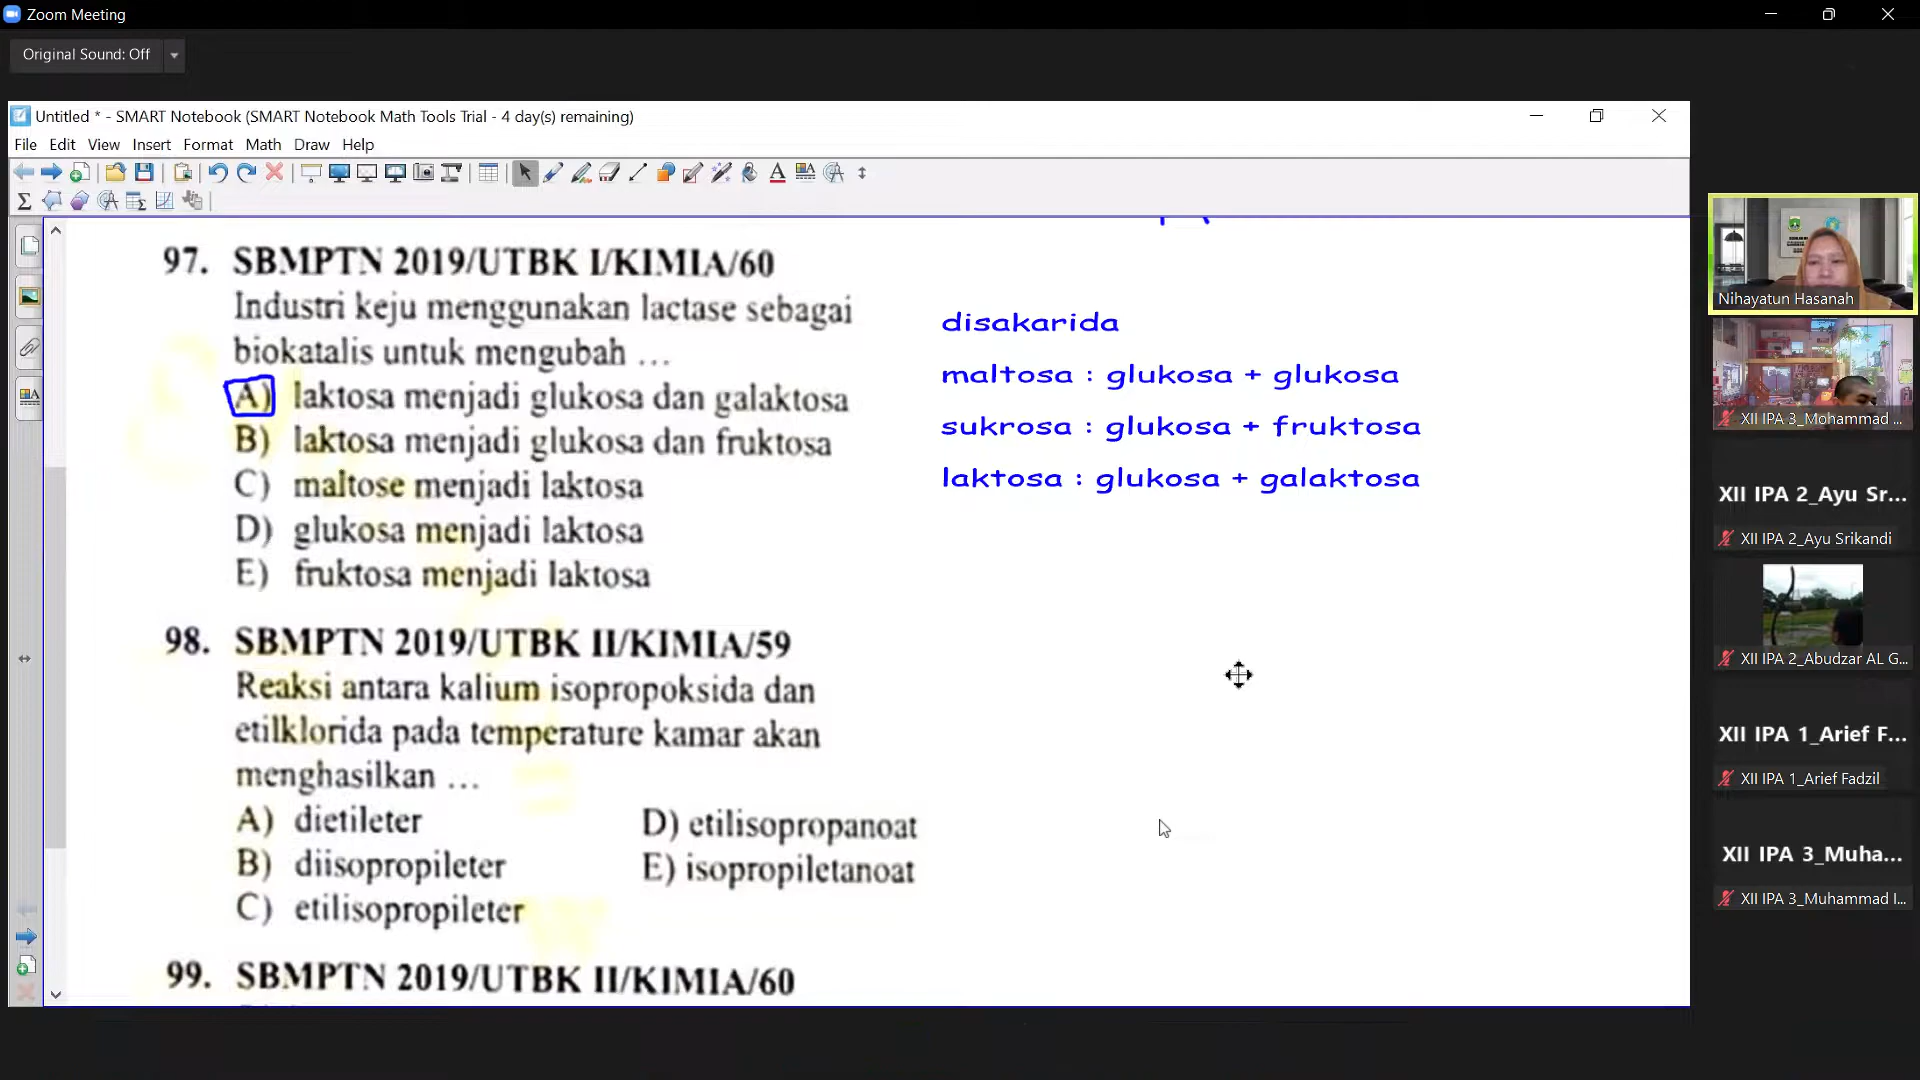 Zoom Meeting
Original Sound: Off
Untitled * - SMART Notebook (SMART Notebook Math Tools Trial - 4 day(s) remaining)
File Edit View Insert Format Math Draw Help
97. SBMPTN 2019/UTBK I/KIMIA/60
Industri keju menggunakan lactase sebagai
biokatalis untuk mengubah ...
A) laktosa menjadi glukosa dan galaktosa
B) laktosa menjadi glukosa dan fruktosa
C) maltose menjadi laktosa
D) glukosa menjadi laktosa
E) fruktosa menjadi laktosa
disakarida
maltosa : glukosa + glukosa
sukrosa : glukosa + fruktosa
laktosa : glukosa + galaktosa
98. SBMPTN 2019/UTBK II/KIMIA/59
Reaksi antara kalium isopropoksida dan
etilklorida pada temperature kamar akan
menghasilkan ...
A) dietileter
B) diisopropileter
C) etilisopropileter
D) etilisopropanoat
E) isopropiletanoat
99. SBMPTN 2019/UTBK II/KIMIA/60
Nihayatun Hasanah
XII IPA 3_Mohammad ...
XII IPA 2_Ayu Sr...
XII IPA 2_Ayu Srikandi
XII IPA 2_Abudzar AL G...
XII IPA 1_Arief F...
XII IPA 1_Arief Fadzil
XII IPA 3_Muha...
XII IPA 3_Muhammad I...